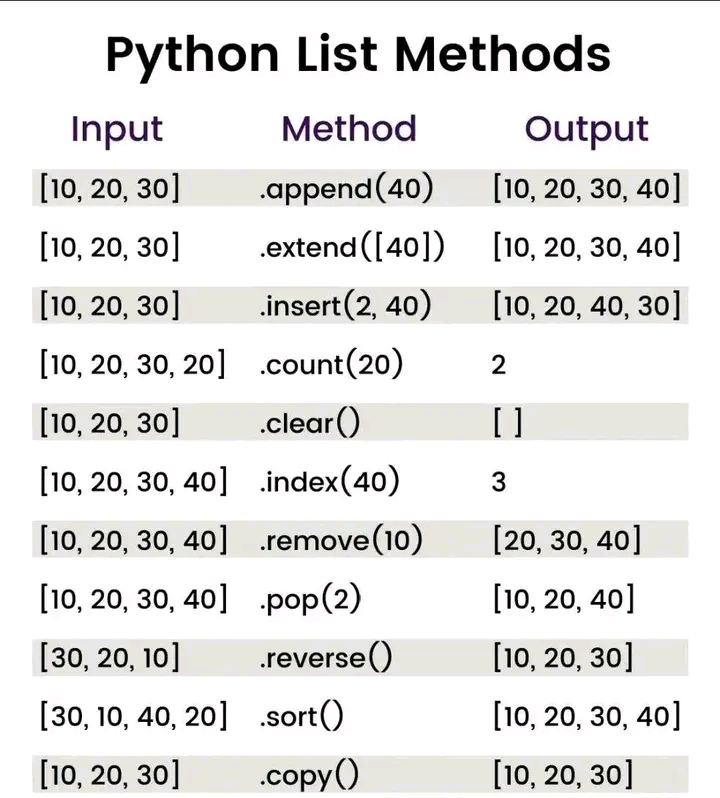 Python List Methods
Input Method Output
[10, 20, 30] .append(40) [10, 20, 30, 40]
[10, 20, 30] .extend([40]) [10, 20, 30, 40]
[10, 20, 30] .insert(2, 40) [10, 20, 40, 30]
[10, 20, 30, 20] .count(20) 2
[10, 20, 30] .clear() [ ]
[10, 20, 30, 40] .index(40) 3
[10, 20, 30, 40] .remove(10) [20, 30, 40]
[10, 20, 30, 40] .pop(2) [10, 20, 40]
[30, 20, 10] .reverse() [10, 20, 30]
[30, 10, 40, 20] .sort() [10, 20, 30, 40]
[10, 20, 30] .copy() [10, 20, 30]